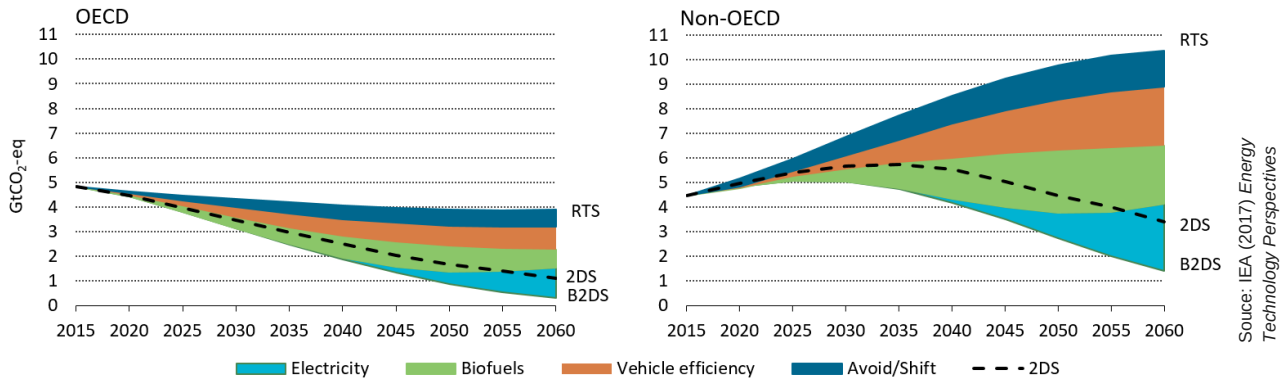 OECD
GtCO2-eq
11
10
9
8
7
6
5
4
3
2
1
0
2015 2020 2025 2030 2035 2040 2045 2050 2055 2060
RTS
2DS
B2DS
Non-OECD
11
10
9
8
7
6
5
4
3
2
1
0
2015 2020 2025 2030 2035 2040 2045 2050 2055 2060
RTS
2DS
B2DS
Electricity Biofuels Vehicle efficiency Avoid/Shift 2DS
Souce: IEA (2017) Energy
Technology Perspectives